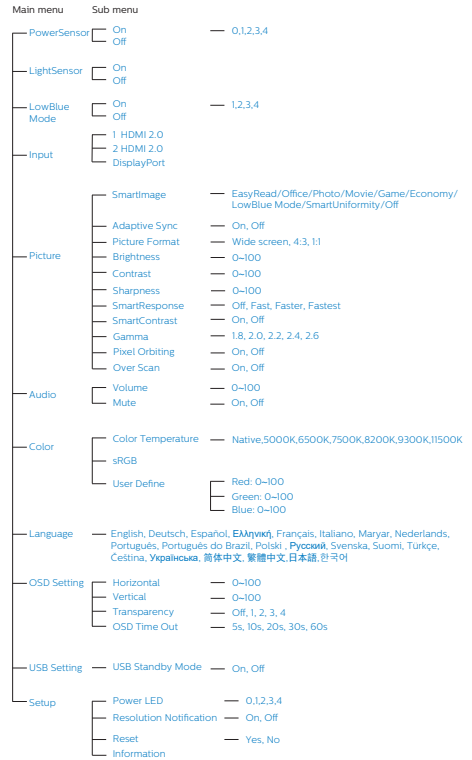 Main menu Sub menu
PowerSensor On 0,1,2,3,4
Off
LightSensor On
Off
LowBlue Mode On 1,2,3,4
Off
Input 1 HDMI 2.0
2 HDMI 2.0
DisplayPort
Picture SmartImage EasyRead/Office/Photo/Movie/Game/Economy/
LowBlue Mode/SmartUniformity/Off
Adaptive Sync On, Off
Picture Format Wide screen, 4:3, 1:1
Brightness 0~100
Contrast 0~100
Sharpness 0~100
SmartResponse Off, Fast, Faster, Fastest
SmartContrast On, Off
Gamma 1.8, 2.0, 2.2, 2.4, 2.6
Pixel Orbiting On, Off
Over Scan On, Off
Audio Volume 0~100
Mute On, Off
Color Color Temperature Native,5000K,6500K,7500K,8200K,9300K,11500K
sRGB
User Define Red: 0~100
Green: 0~100
Blue: 0~100
Language English, Deutsch, Español, Ελληνική, Français, Italiano, Maryar, Nederlands,
Português, Português do Brazil, Polski , Русский, Svenska, Suomi, Türkçe,
Čeština, Українська, 简体中文, 繁體中文,日本語,한국어
OSD Setting Horizontal 0~100
Vertical 0~100
Transparency Off, 1, 2, 3, 4
OSD Time Out 5s, 10s, 20s, 30s, 60s
USB Setting USB Standby Mode On, Off
Setup Power LED 0,1,2,3,4
Resolution Notification On, Off
Reset Yes, No
Information